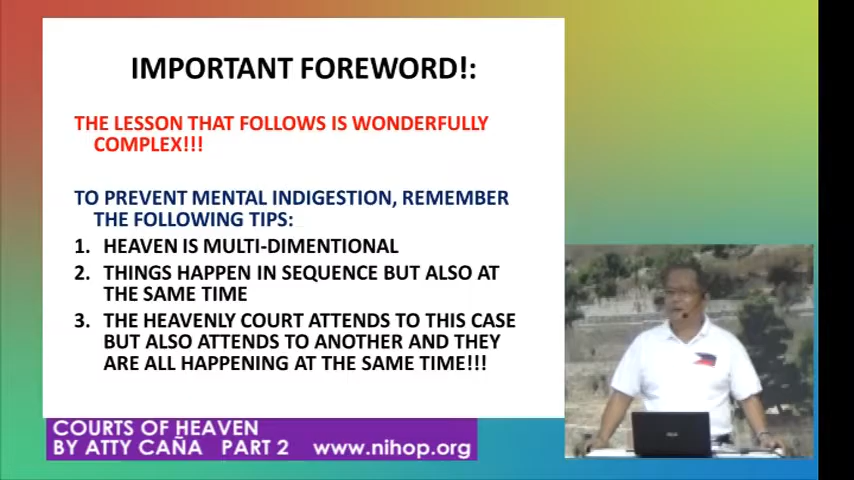 IMPORTANT FOREWORD!:
THE LESSON THAT FOLLOWS IS WONDERFULLY
COMPLEX!!!
TO PREVENT MENTAL INDIGESTION, REMEMBER
THE FOLLOWING TIPS:
1. HEAVEN IS MULTI-DIMENTIONAL
2. THINGS HAPPEN IN SEQUENCE BUT ALSO AT
THE SAME TIME
3. THE HEAVENLY COURT ATTENDS TO THIS CASE
BUT ALSO ATTENDS TO ANOTHER AND THEY
ARE ALL HAPPENING AT THE SAME TIME!!!
COURTS OF HEAVEN
BY ATTY CAÑA PART 2 www.nihop.org